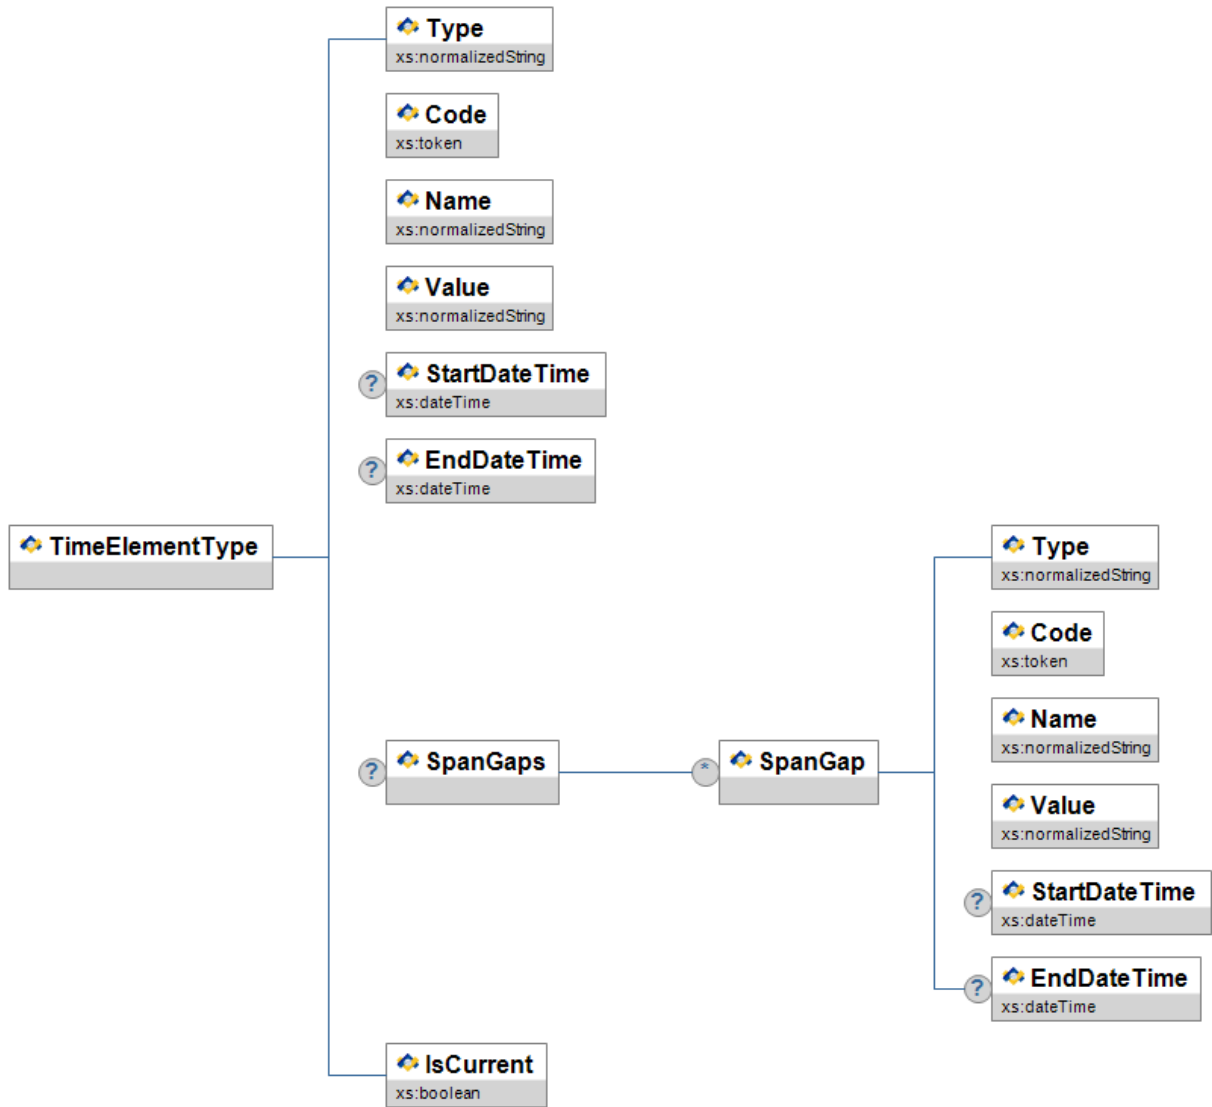 Type
xs:normalizedString
Code
xs:token
Name
xs:normalizedString
Value
xs:normalizedString
?
StartDateTime
xs:dateTime
?
EndDateTime
xs:dateTime
TimeElementType
?
SpanGaps
*
SpanGap
Type
xs:normalizedString
Code
xs:token
Name
xs:normalizedString
Value
xs:normalizedString
?
StartDateTime
xs:dateTime
?
EndDateTime
xs:dateTime
IsCurrent
xs:boolean